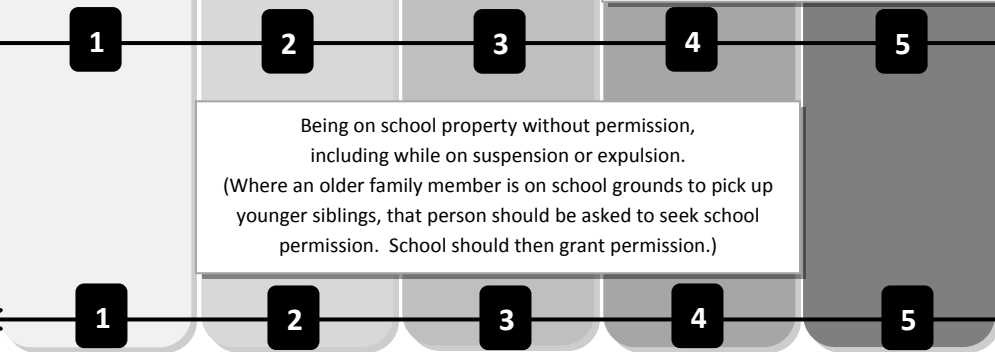 1 2 3 4 5
Being on school property without permission,
including while on suspension or expulsion.
(Where an older family member is on school grounds to pick up
younger siblings, that person should be asked to seek school
permission.  School should then grant permission.)
1 2 3 4 5